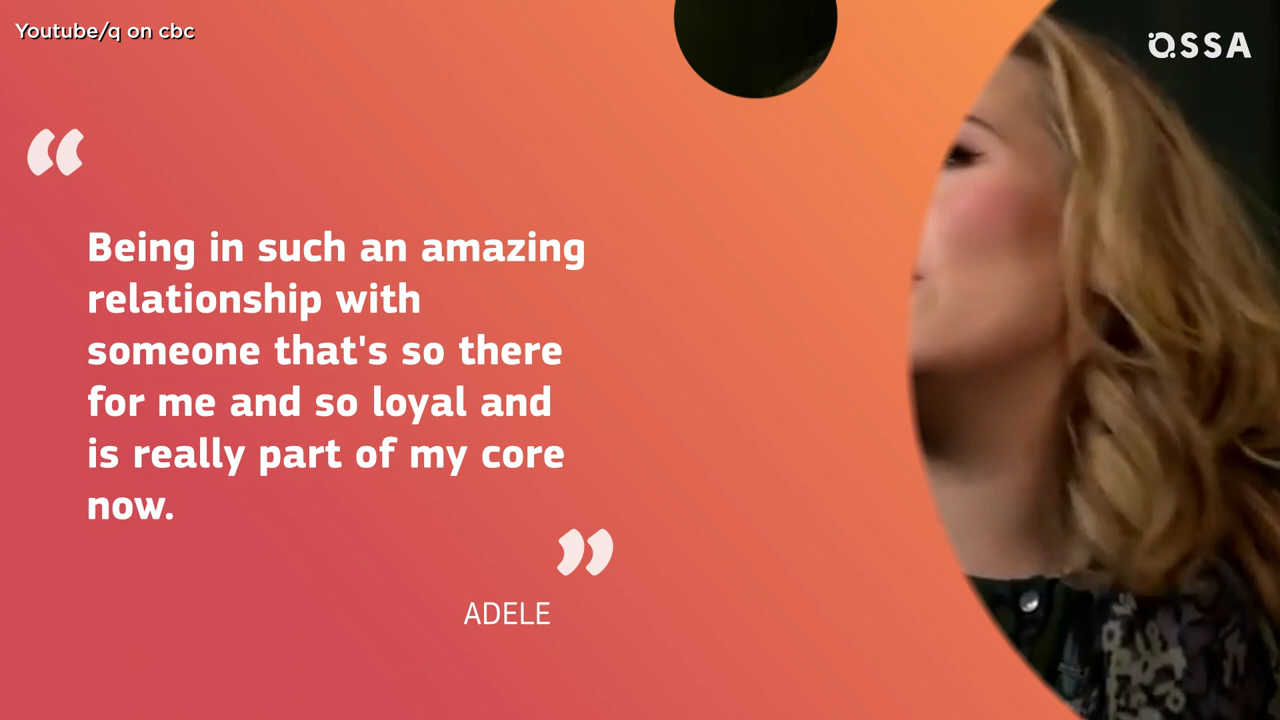 Youtube/q on cbc
QSSA
“
Being in such an amazing
relationship with
someone that's so there
for me and so loyal and
is really part of my core
now.
”
ADELE